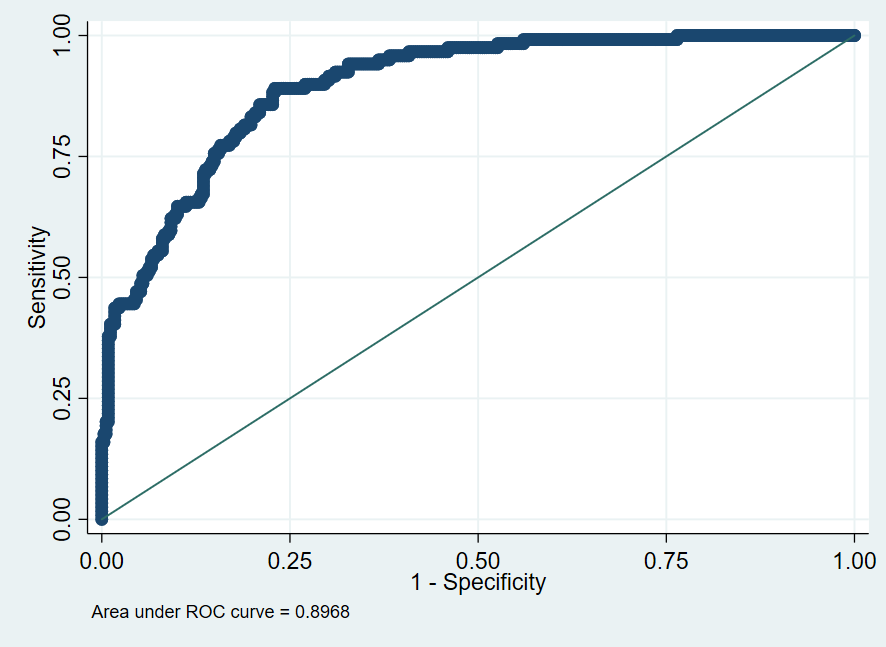 1.00
0.75
0.50
0.25
0.00
Sensitivity
0.00 0.25 0.50 0.75 1.00
1 - Specificity
Area under ROC curve = 0.8968